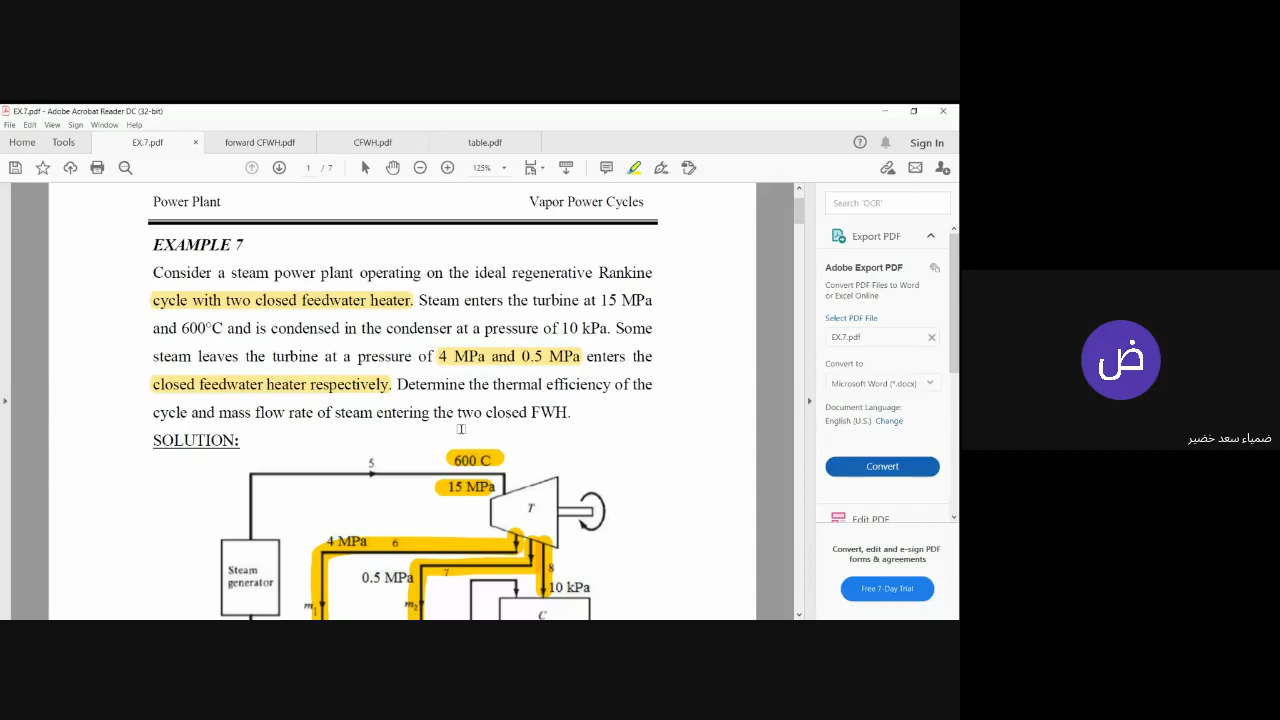 EX.7.pdf - Adobe Acrobat Reader DC (32-bit)
File Edit View Sign Window Help
Home Tools EX.7.pdf × forward CFWH.pdf CFWH.pdf table.pdf Sign In
1 / 7 125%
Power Plant Vapor Power Cycles
EXAMPLE 7
Consider a steam power plant operating on the ideal regenerative Rankine
cycle with two closed feedwater heater. Steam enters the turbine at 15 MPa
and 600°C and is condensed in the condenser at a pressure of 10 kPa. Some
steam leaves the turbine at a pressure of 4 MPa and 0.5 MPa enters the
closed feedwater heater respectively. Determine the thermal efficiency of the
cycle and mass flow rate of steam entering the two closed FWH.
SOLUTION:
5 600 C
15 MPa
T
4 MPa 6
0.5 MPa 7 8
10 kPa
Steam
generator
m1 m2
C
Search 'OCR'
Export PDF
Adobe Export PDF
Convert PDF Files to Word
or Excel Online
Select PDF File
EX.7.pdf
Convert to
Microsoft Word (*.docx)
Document Language:
English (U.S.) Change
Convert
Edit PDF
Convert, edit and e-sign PDF
forms & agreements
Free 7-Day Trial
ض
ضمياء سعد خضير